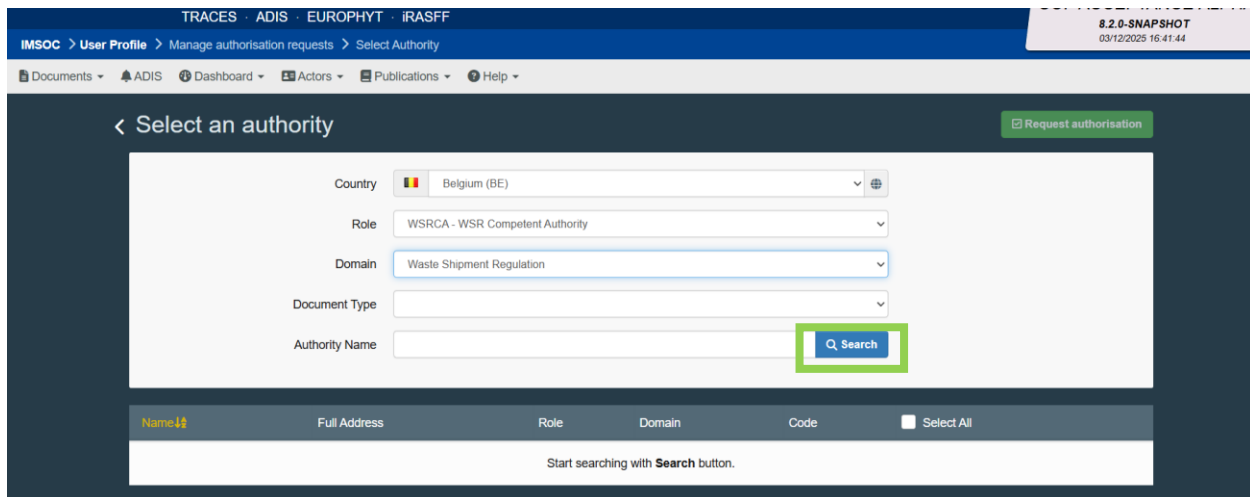 TRACES · ADIS · EUROPHYT · iRASFF
8.2.0-SNAPSHOT
03/12/2025 16:41:44
IMSOC > User Profile > Manage authorisation requests > Select Authority
Documents ADIS Dashboard Actors Publications Help
Select an authority
Request authorisation
Country Belgium (BE)
Role WSRCA - WSR Competent Authority
Domain Waste Shipment Regulation
Document Type
Authority Name Search
Name Full Address Role Domain Code Select All
Start searching with Search button.